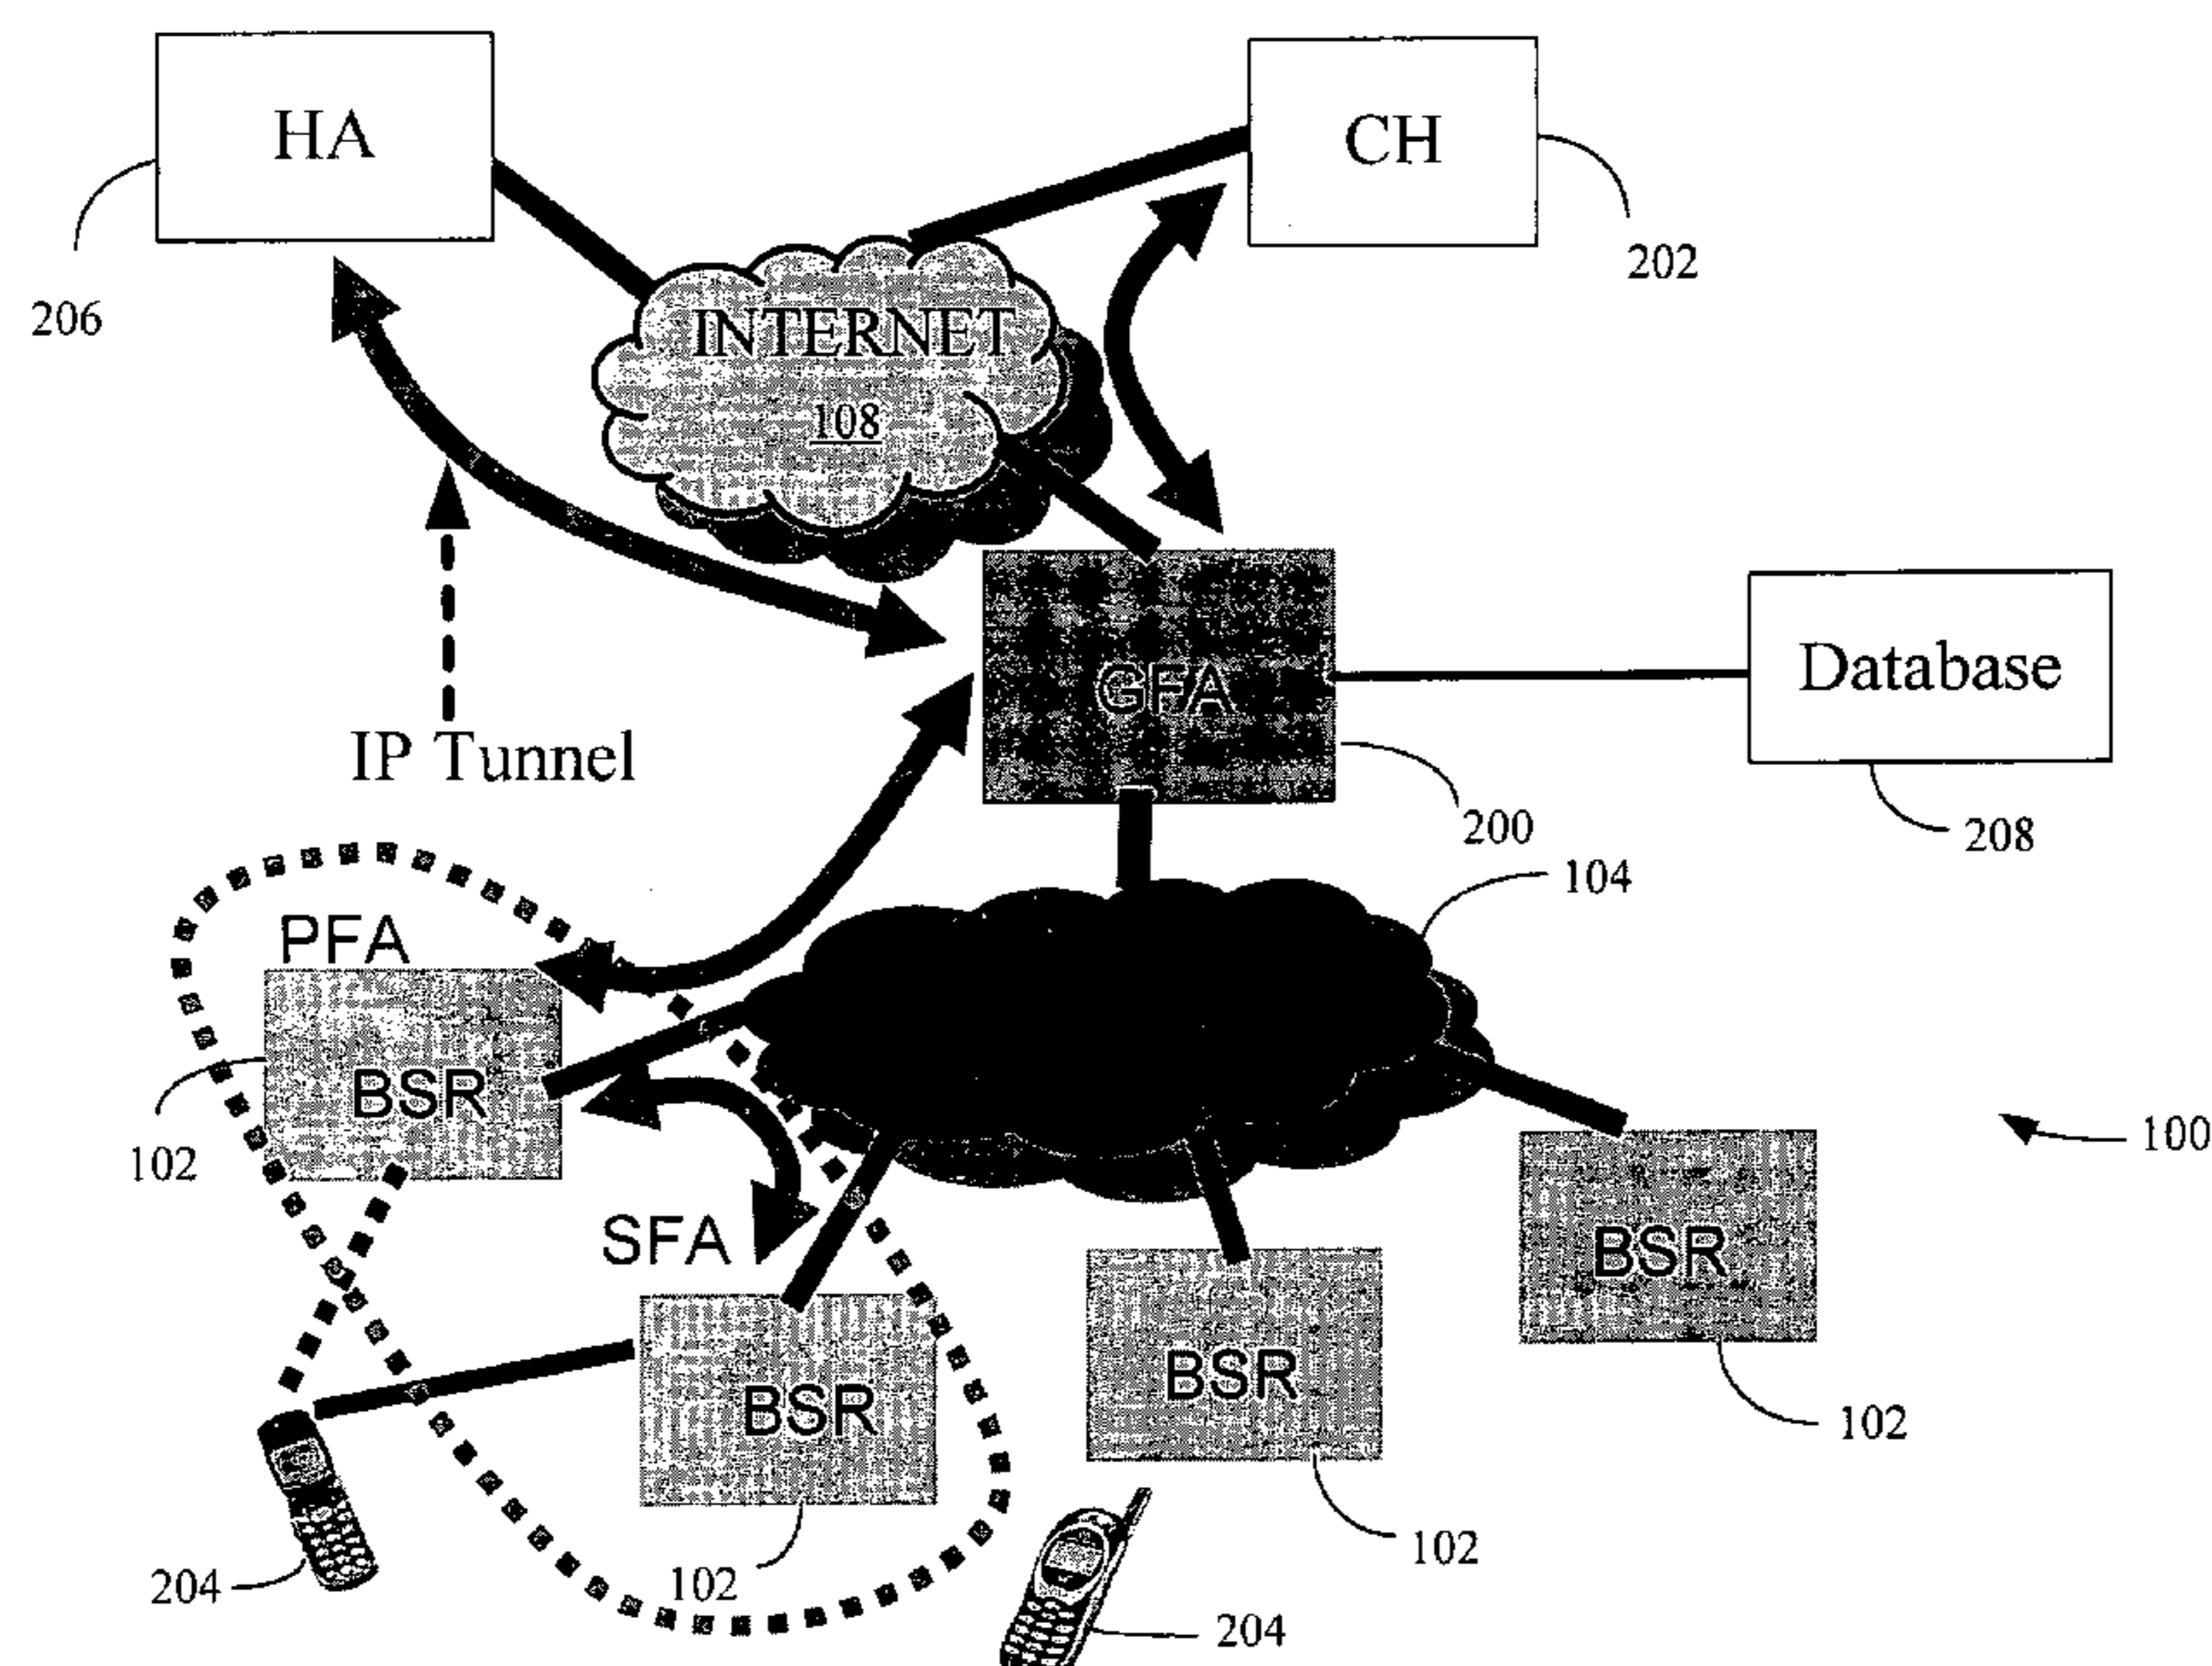 HA
CH
206
202
INTERNET
108
GFA
Database
IP Tunnel
200
208
104
PFA
BSR
102
100
SFA
BSR
BSR
BSR
102
102
102
204
204